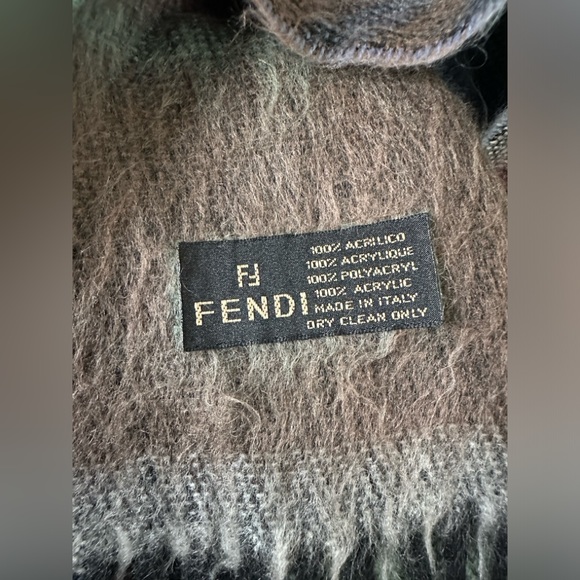 FF
FENDI
100% ACRILICO
100% ACRYLIQUE
100% POLYACRYL
100% ACRYLIC
MADE IN ITALY
DRY CLEAN ONLY